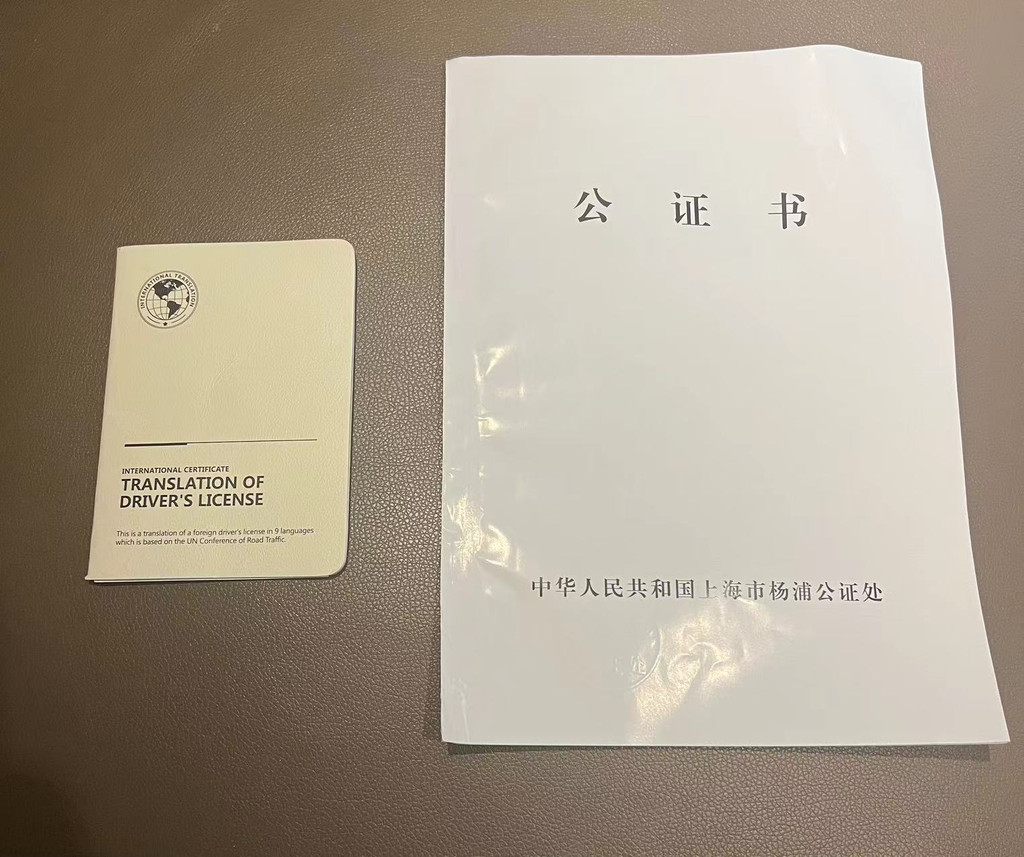 INTERNATIONAL TRANSLATION
INTERNATIONAL CERTIFICATE
TRANSLATION OF
DRIVER'S LICENSE
This is a translation of a foreign driver's license in 9 languages
which is based on the UN Conference of Road Traffic.
公证书
中华人民共和国上海市杨浦公证处